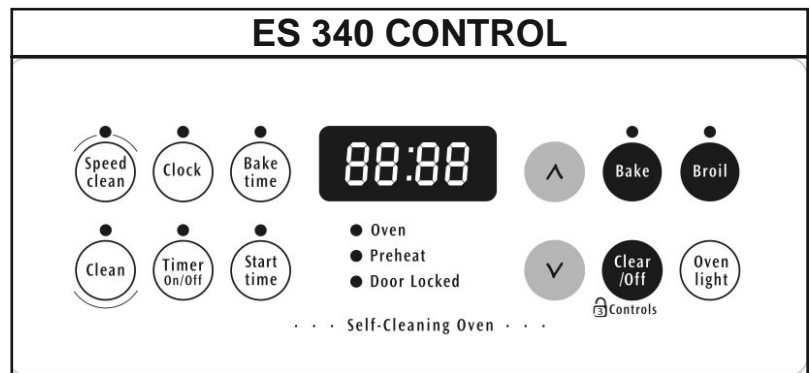 ES 340 CONTROL
Speed
clean
Clock
Bake
time
88:88
Bake
Broil
Clean
Timer
On/Off
Start
time
Oven
Preheat
Door Locked
Clear
/Off
Oven
light
3
Controls
· · · Self-Cleaning Oven · · ·